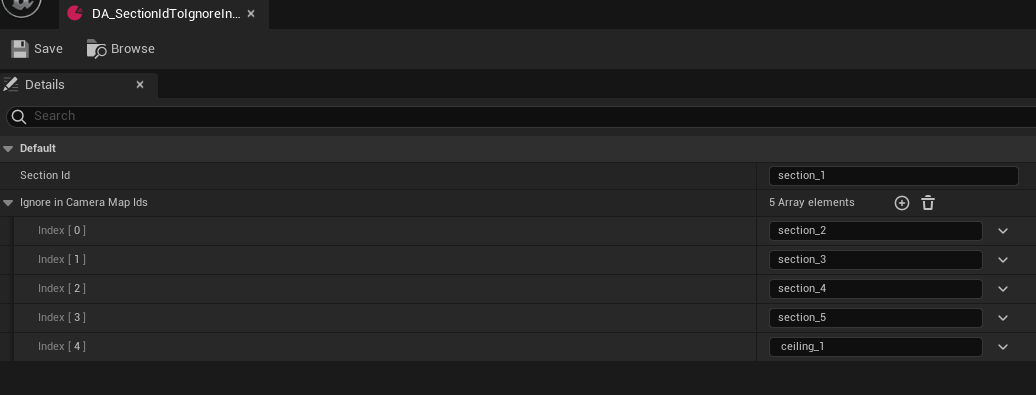 DA_SectionIdToIgnoreIn...
Save Browse
Details
Search
Default
Section Id section_1
Ignore in Camera Map Ids 5 Array elements
Index [ 0 ] section_2
Index [ 1 ] section_3
Index [ 2 ] section_4
Index [ 3 ] section_5
Index [ 4 ] ceiling_1